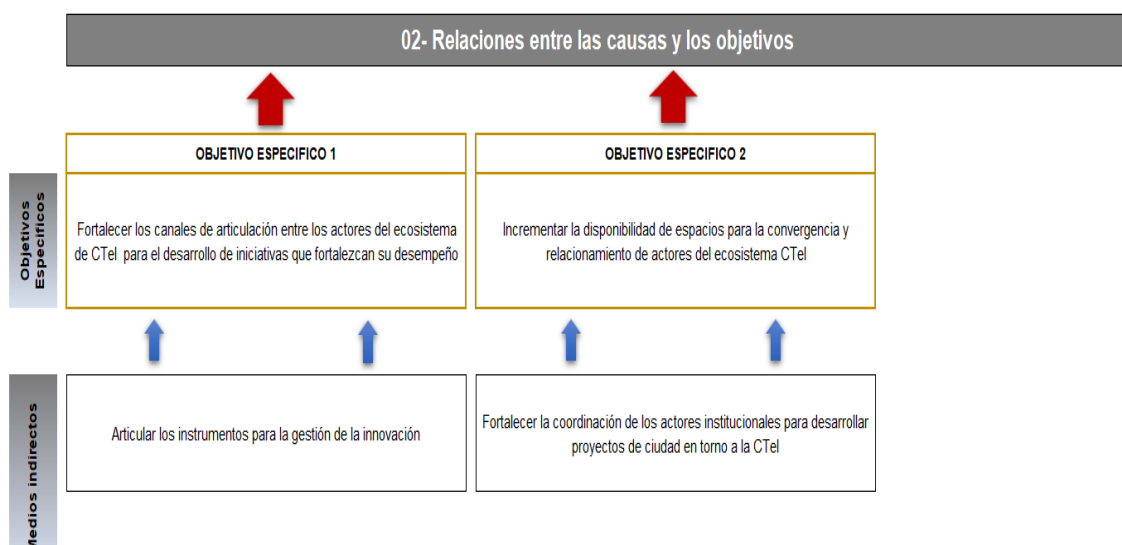 02- Relaciones entre las causas y los objetivos
OBJETIVO ESPECIFICO 1
OBJETIVO ESPECIFICO 2
Objetivos
Específicos
Fortalecer los canales de articulación entre los actores del ecosistema
de CTeI para el desarrollo de iniciativas que fortalezcan su desempeño
Incrementar la disponibilidad de espacios para la convergencia y
relacionamiento de actores del ecosistema CTeI
Medios indirectos
Articular los instrumentos para la gestión de la innovación
Fortalecer la coordinación de los actores institucionales para desarrollar
proyectos de ciudad en torno a la CTeI